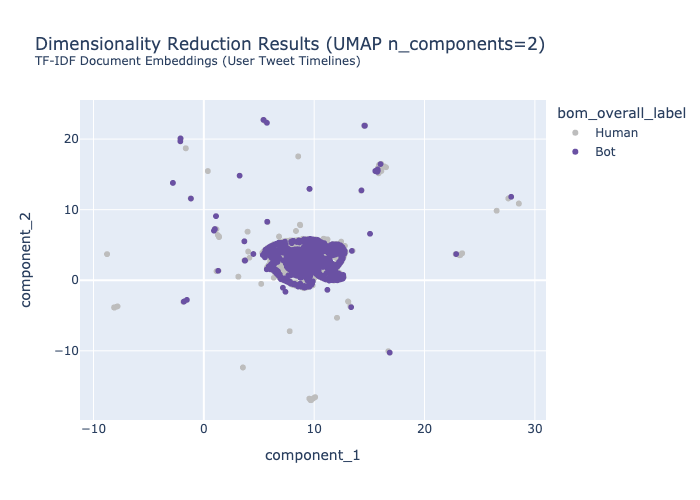 Dimensionality Reduction Results (UMAP n_components=2)
TF-IDF Document Embeddings (User Tweet Timelines)
bom_overall_label
Human
Bot
20
10
0
−10
component_2
−10 0 10 20 30
component_1